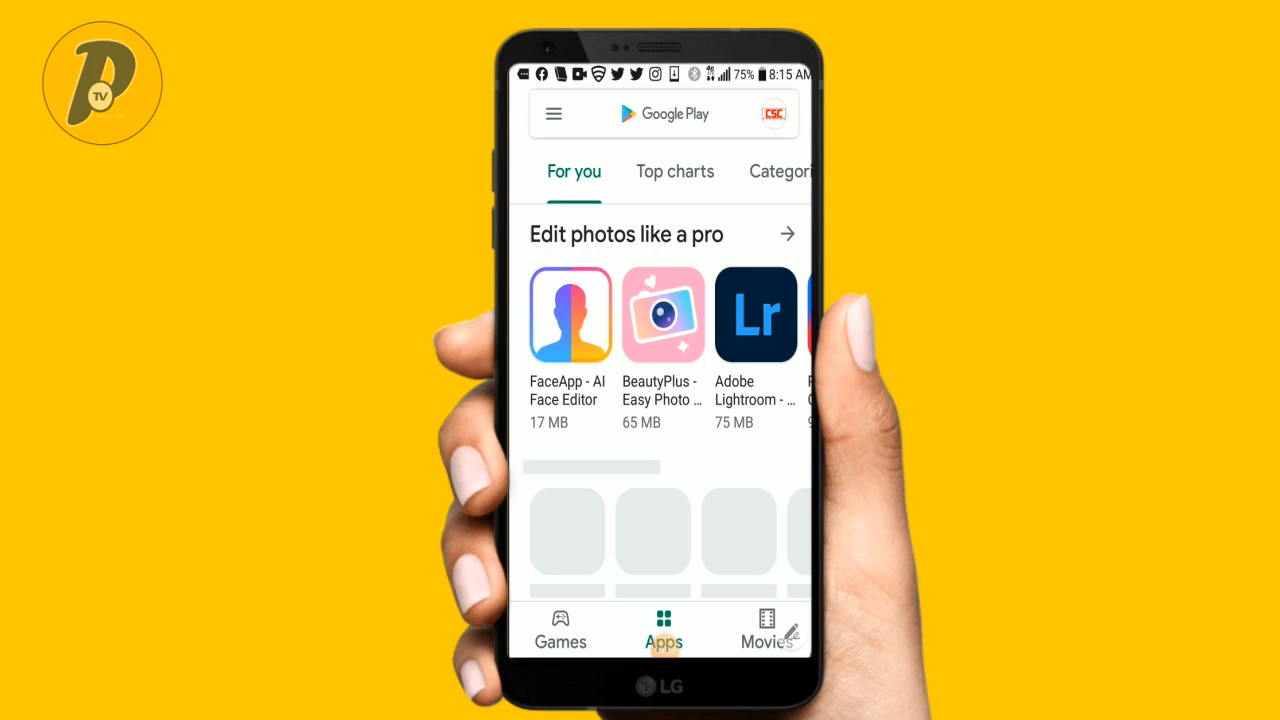 P
TV
75% 8:15 AM
Google Play
CSC
For you Top charts Categori
Edit photos like a pro
Lr
FaceApp - AI
Face Editor
17 MB
BeautyPlus -
Easy Photo ...
65 MB
Adobe
Lightroom - ...
75 MB
Games Apps Movies
LG